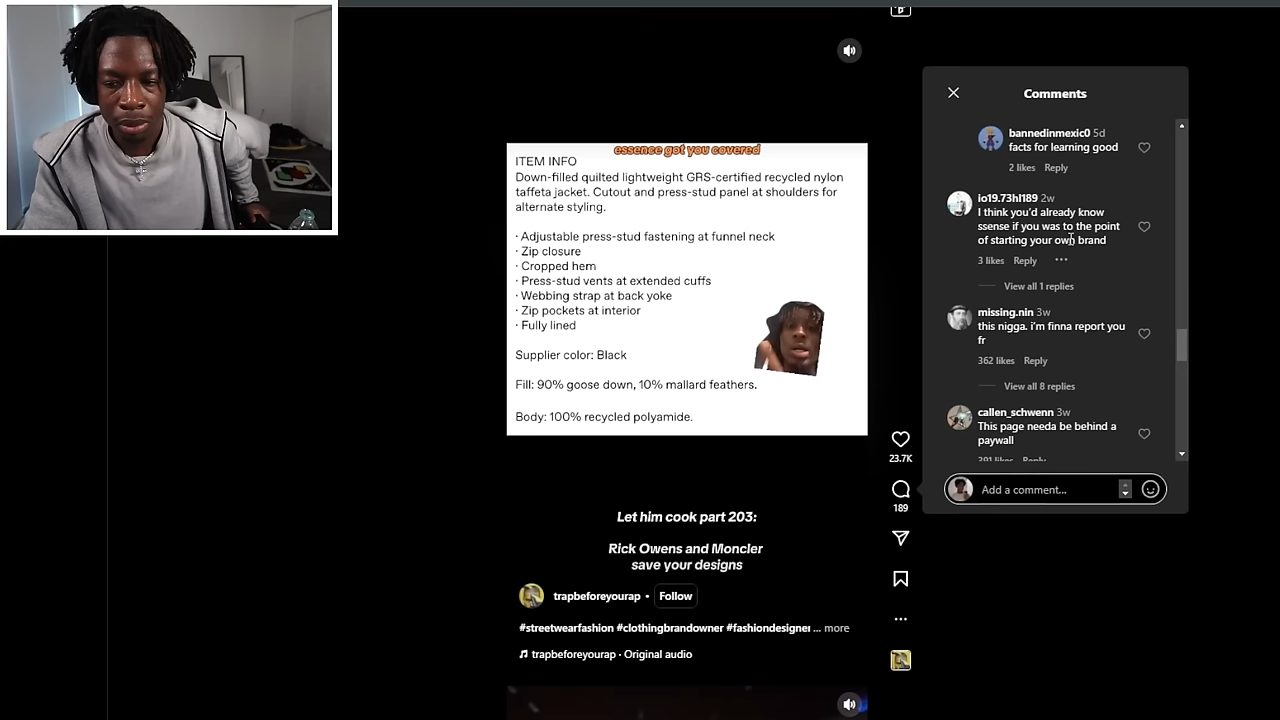 essence got you covered
ITEM INFO
Down-filled quilted lightweight GRS-certified recycled nylon
taffeta jacket. Cutout and press-stud panel at shoulders for
alternate styling.
· Adjustable press-stud fastening at funnel neck
· Zip closure
· Cropped hem
· Press-stud vents at extended cuffs
· Webbing strap at back yoke
· Zip pockets at interior
· Fully lined
Supplier color: Black
Fill: 90% goose down, 10% mallard feathers.
Body: 100% recycled polyamide.
Let him cook part 203:
Rick Owens and Moncler
save your designs
trapbeforeyourap • Follow
#streetwearfashion #clothingbrandowner #fashiondesigner ... more
trapbeforeyourap · Original audio
23.7K
189
Comments
bannedinmexic0 5d
facts for learning good
2 likes Reply
io19.73hl189 2w
I think you'd already know
ssense if you was to the point
of starting your own brand
3 likes Reply
View all 1 replies
missing.nin 3w
this nigga. i'm finna report you
fr
362 likes Reply
View all 8 replies
callen_schwenn 3w
This page needa be behind a
paywall
391 likes Reply
Add a comment...